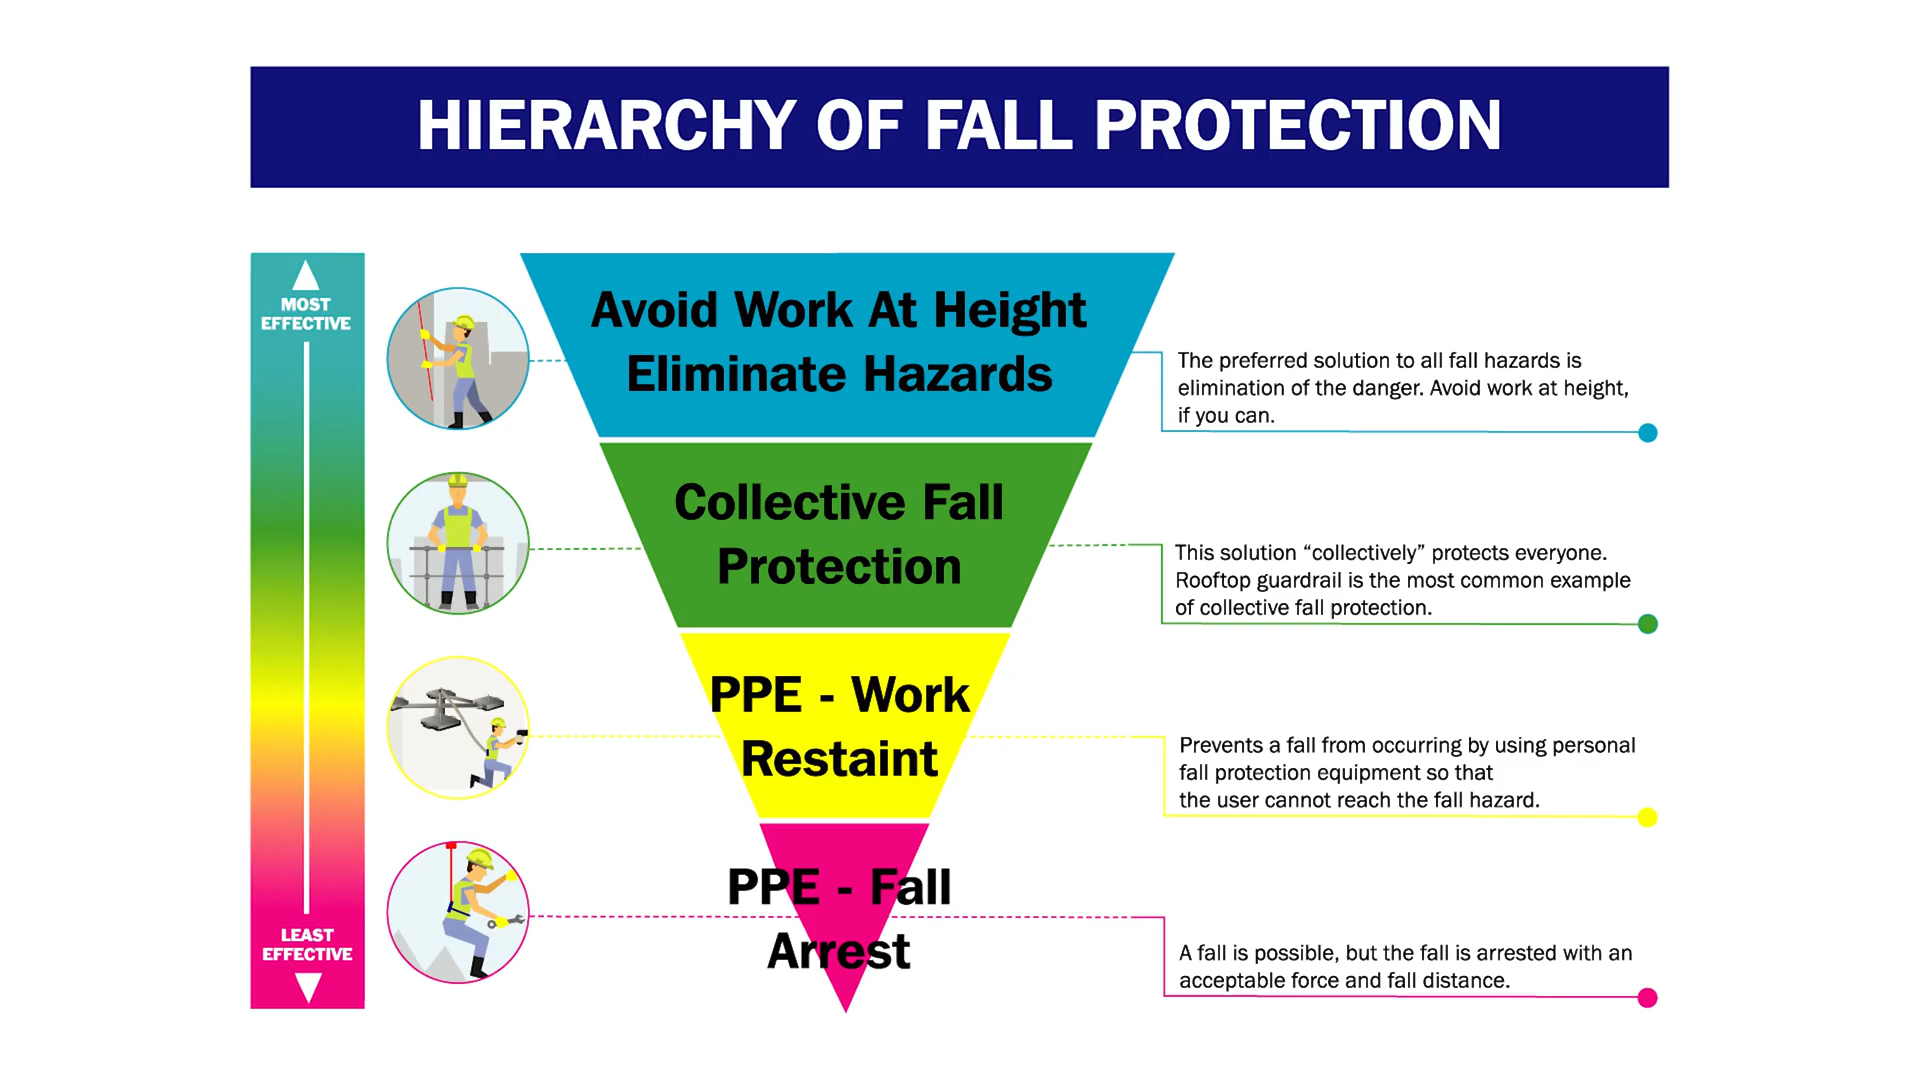 HIERARCHY OF FALL PROTECTION
MOST
EFFECTIVE
Avoid Work At Height
Eliminate Hazards
The preferred solution to all fall hazards is
elimination of the danger. Avoid work at height,
if you can.
Collective Fall
Protection
This solution “collectively” protects everyone.
Rooftop guardrail is the most common example
of collective fall protection.
PPE - Work
Restaint
Prevents a fall from occurring by using personal
fall protection equipment so that
the user cannot reach the fall hazard.
PPE - Fall
Arrest
A fall is possible, but the fall is arrested with an
acceptable force and fall distance.
LEAST
EFFECTIVE